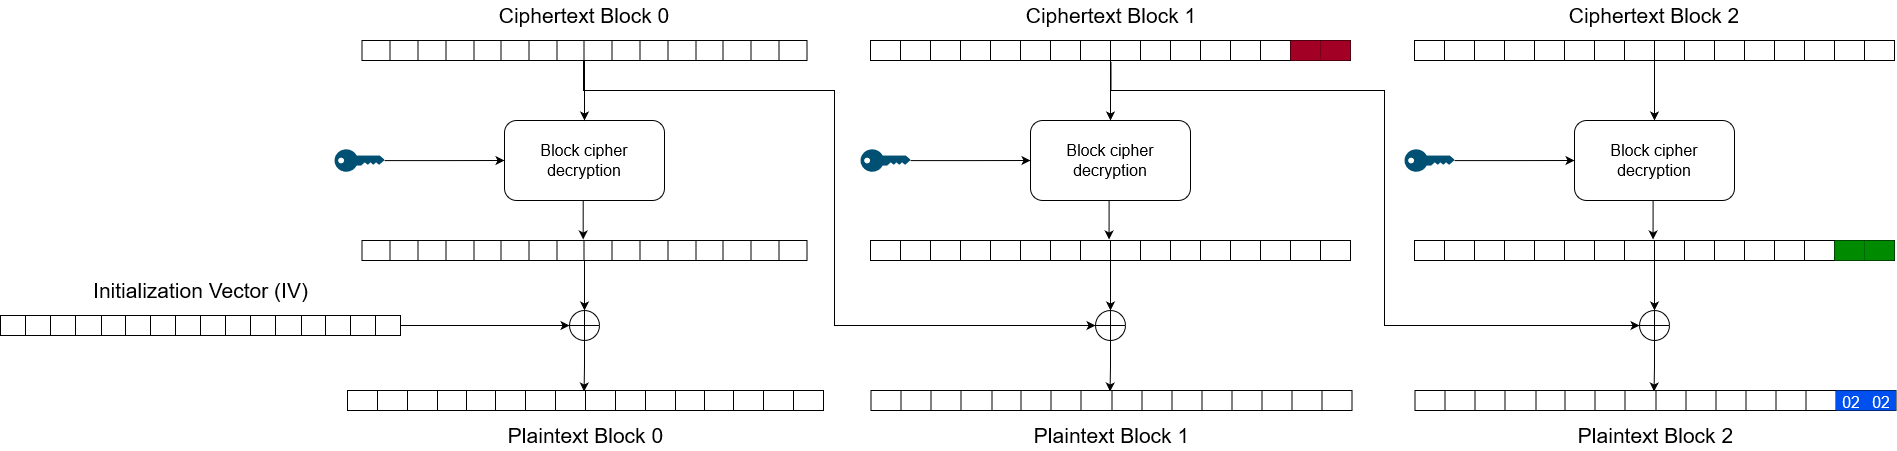 Ciphertext Block 0
Ciphertext Block 1
Ciphertext Block 2
Block cipher
decryption
Block cipher
decryption
Block cipher
decryption
Initialization Vector (IV)
02 02
Plaintext Block 0
Plaintext Block 1
Plaintext Block 2